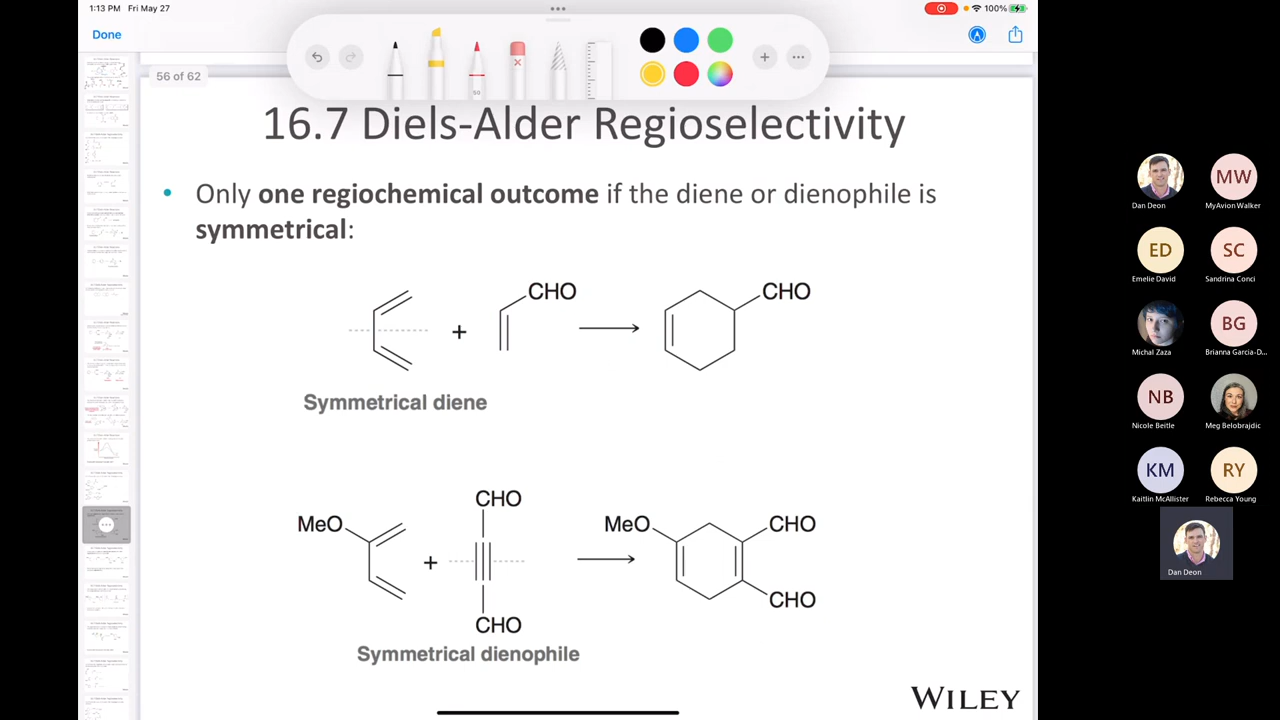 1:13 PM Fri May 27
100%
Done
50
56 of 62
16.7 Diels-Alder Regioselectivity
• Only one regiochemical outcome if the diene or dienophile is
symmetrical:
CHO
CHO
+
Symmetrical diene
CHO
MeO
MeO
CHO
+
CHO
CHO
Symmetrical dienophile
WILEY
Dan Deon
MW
MyAvion Walker
ED
Emelie David
SC
Sandrina Conci
Michal Zaza
BG
Brianna Garcia-D...
NB
Nicole Beitle
Meg Belobrajdic
KM
Kaitlin McAllister
RY
Rebecca Young
Dan Deon